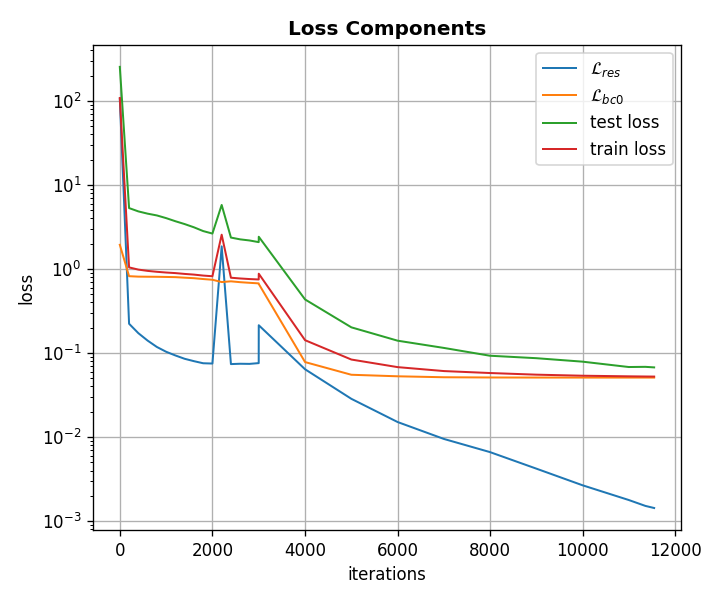 Loss Components
10²
10¹
10⁰
10⁻¹
10⁻²
10⁻³
loss
0 2000 4000 6000 8000 10000 12000
iterations
ℒ_res
ℒ_bc0
test loss
train loss